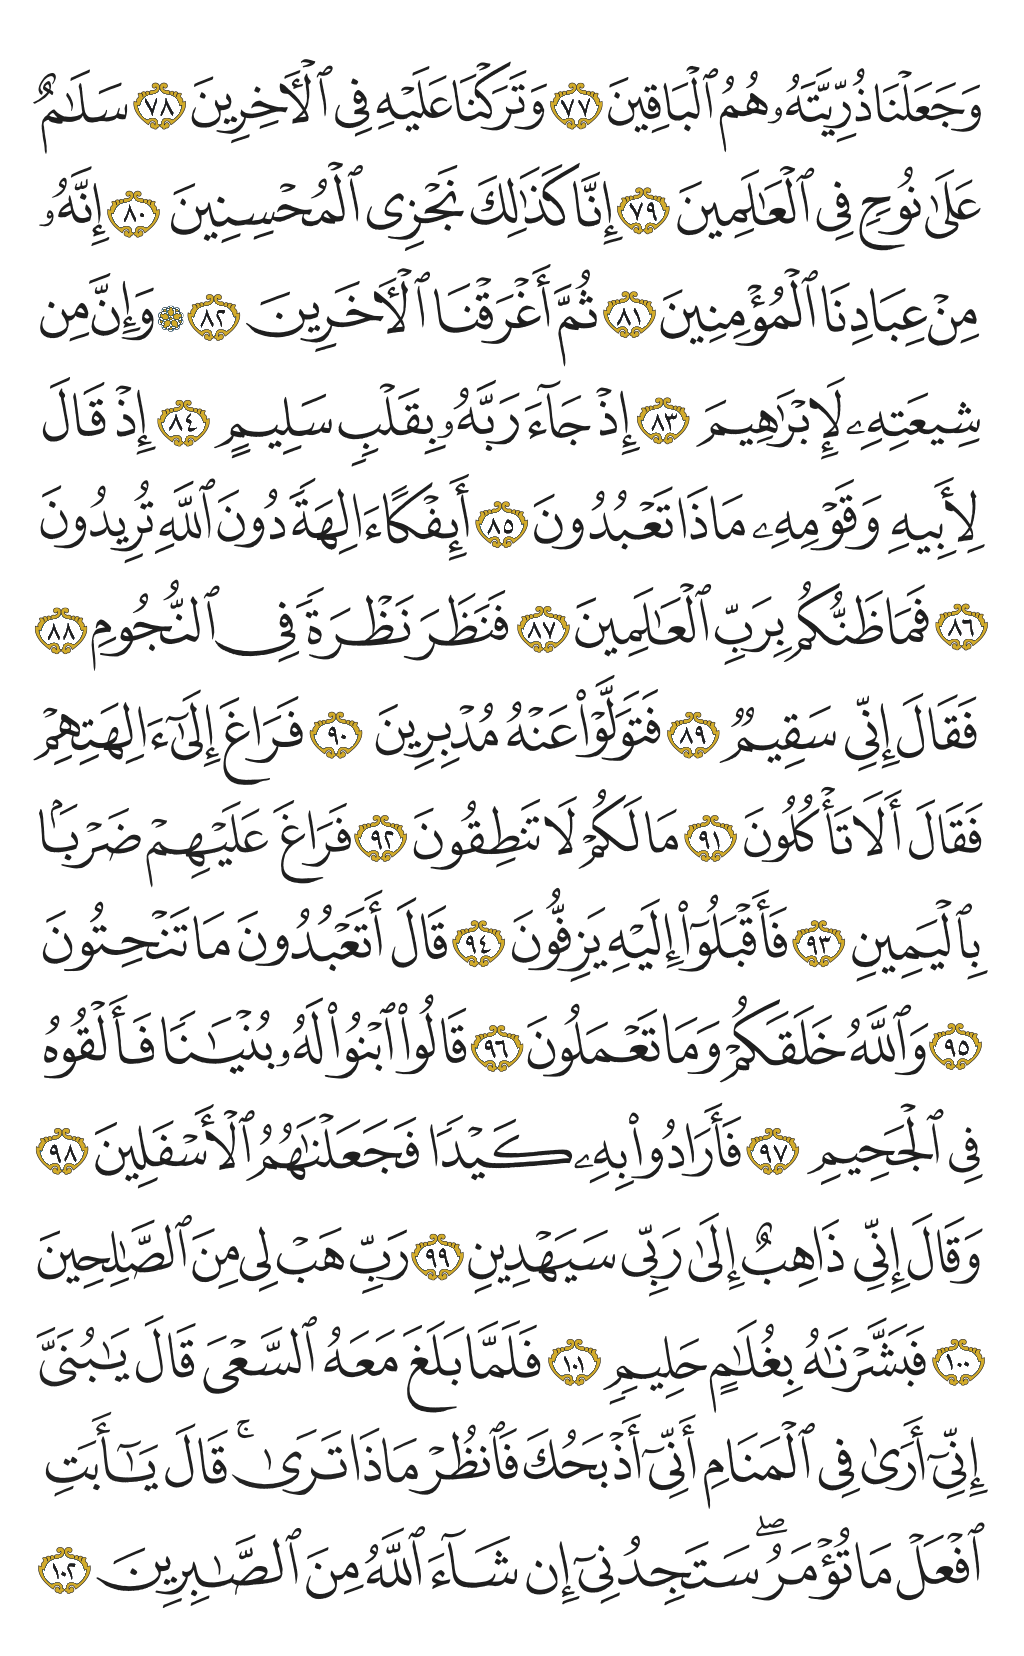 وَجَعَلْنَا ذُرِّيَّتَهُۥ هُمُ ٱلْبَاقِينَ ٧٧ وَتَرَكْنَا عَلَيْهِ فِى ٱلْأَخِرِينَ ٧٨ سَلَٰمٌ
عَلَىٰ نُوحٍ فِى ٱلْعَٰلَمِينَ ٧٩ إِنَّا كَذَٰلِكَ نَجْزِى ٱلْمُحْسِنِينَ ٨٠ إِنَّهُۥ
مِنْ عِبَادِنَا ٱلْمُؤْمِنِينَ ٨١ ثُمَّ أَغْرَقْنَا ٱلْأَخَرِينَ ٨٢ ۞ وَإِنَّ مِن
شِيعَتِهِۦ لَإِبْرَٰهِيمَ ٨٣ إِذْ جَآءَ رَبَّهُۥ بِقَلْبٍ سَلِيمٍ ٨٤ إِذْ قَالَ
لِأَبِيهِ وَقَوْمِهِۦ مَاذَا تَعْبُدُونَ ٨٥ أَئِفْكًا ءَالِهَةً دُونَ ٱللَّهِ تُرِيدُونَ
٨٦ فَمَا ظَنُّكُم بِرَبِّ ٱلْعَٰلَمِينَ ٨٧ فَنَظَرَ نَظْرَةً فِى ٱلنُّجُومِ ٨٨
فَقَالَ إِنِّى سَقِيمٌ ٨٩ فَتَوَلَّوْا۟ عَنْهُ مُدْبِرِينَ ٩٠ فَرَاغَ إِلَىٰٓ ءَالِهَتِهِمْ
فَقَالَ أَلَا تَأْكُلُونَ ٩١ مَا لَكُمْ لَا تَنطِقُونَ ٩٢ فَرَاغَ عَلَيْهِمْ ضَرْبًۢا
بِٱلْيَمِينِ ٩٣ فَأَقْبَلُوٓا۟ إِلَيْهِ يَزِفُّونَ ٩٤ قَالَ أَتَعْبُدُونَ مَا تَنْحِتُونَ
٩٥ وَٱللَّهُ خَلَقَكُمْ وَمَا تَعْمَلُونَ ٩٦ قَالُوا۟ ٱبْنُوا۟ لَهُۥ بُنْيَٰنًا فَأَلْقُوهُ
فِى ٱلْجَحِيمِ ٩٧ فَأَرَادُوا۟ بِهِۦ كَيْدًا فَجَعَلْنَٰهُمُ ٱلْأَسْفَلِينَ ٩٨
وَقَالَ إِنِّى ذَاهِبٌ إِلَىٰ رَبِّى سَيَهْدِينِ ٩٩ رَبِّ هَبْ لِى مِنَ ٱلصَّٰلِحِينَ
١٠٠ فَبَشَّرْنَٰهُ بِغُلَٰمٍ حَلِيمٍ ١٠١ فَلَمَّا بَلَغَ مَعَهُ ٱلسَّعْىَ قَالَ يَٰبُنَىَّ
إِنِّىٓ أَرَىٰ فِى ٱلْمَنَامِ أَنِّىٓ أَذْبَحُكَ فَٱنظُرْ مَاذَا تَرَىٰ ۚ قَالَ يَٰٓأَبَتِ
ٱفْعَلْ مَا تُؤْمَرُ ۖ سَتَجِدُنِىٓ إِن شَآءَ ٱللَّهُ مِنَ ٱلصَّٰبِرِينَ ١٠٢